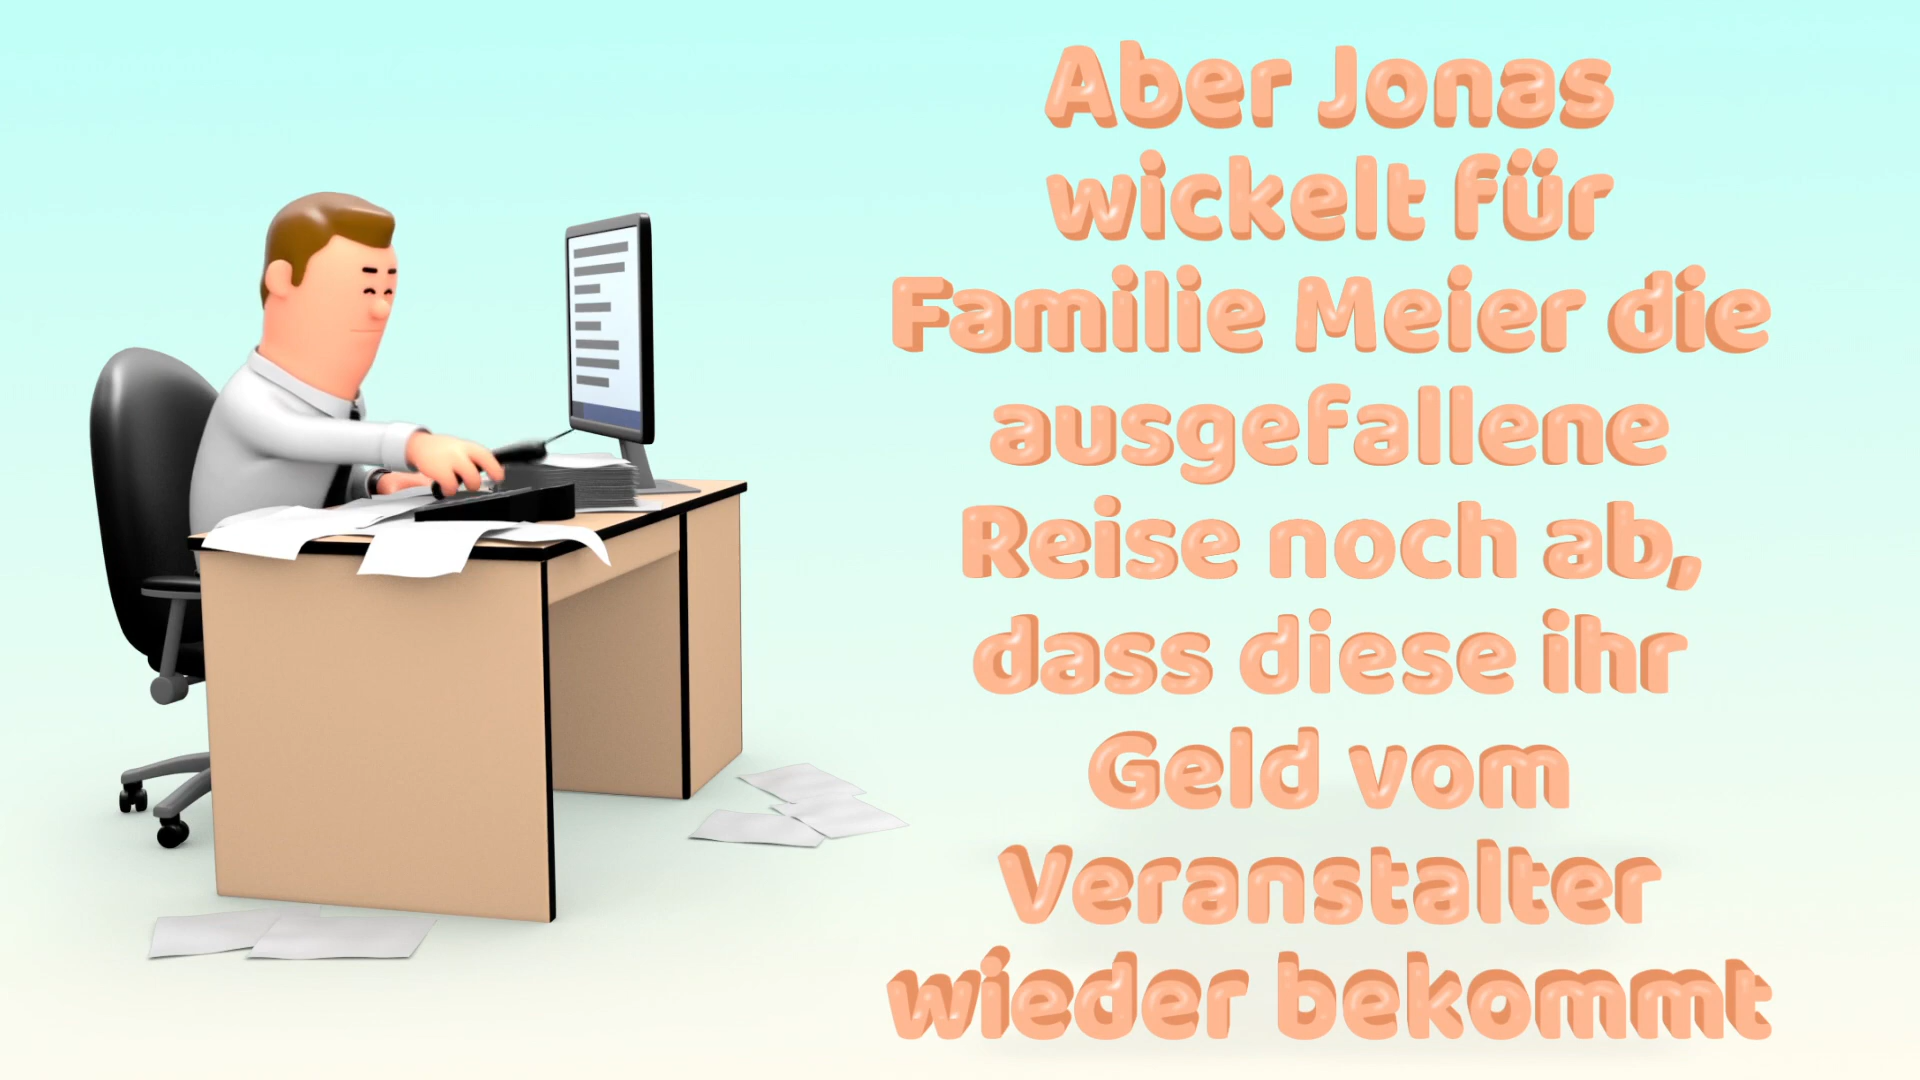 Aber Jonas
wickelt für
Familie Meier die
ausgefallene
Reise noch ab,
dass diese ihr
Geld vom
Veranstalter
wieder bekommt